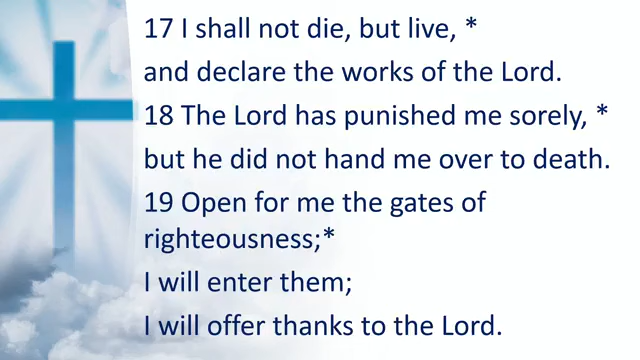 17 I shall not die, but live, *
and declare the works of the Lord.
18 The Lord has punished me sorely, *
but he did not hand me over to death.
19 Open for me the gates of
righteousness;*
I will enter them;
I will offer thanks to the Lord.